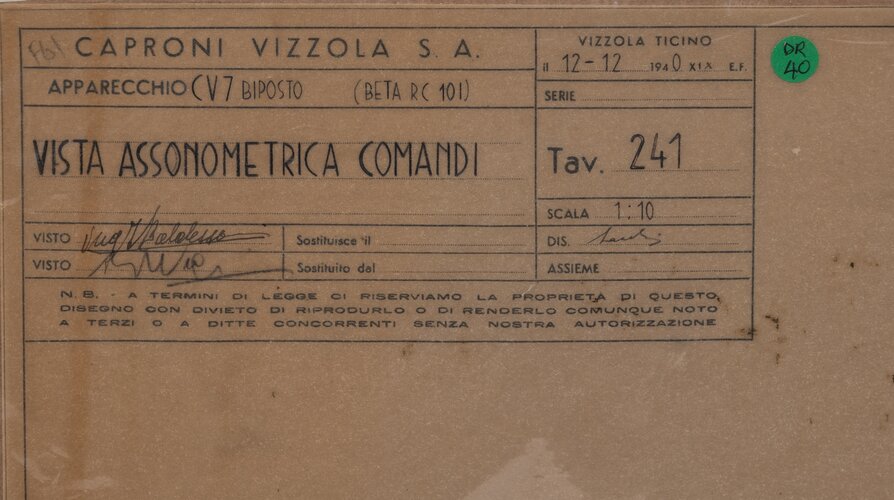 CAPRONI VIZZOLA S. A.
APPARECCHIO CV7 BIPOSTO (BETA RC 10I)
VISTA ASSONOMETRICA COMANDI
VISTO
VISTO
Sostituisce il
Sostituito dal
VIZZOLA TICINO
il 12-12 1940 XIX E.F.
SERIE
Tav. 241
SCALA 1:10
DIS.
ASSIEME
N.B. - A TERMINI DI LEGGE CI RISERVIAMO LA PROPRIETA DI QUESTO
DISEGNO CON DIVIETO DI RIPRODURLO O DI RENDERLO COMUNQUE NOTO
A TERZI O A DITTE CONCORRENTI SENZA NOSTRA AUTORIZZAZIONE
DR
40